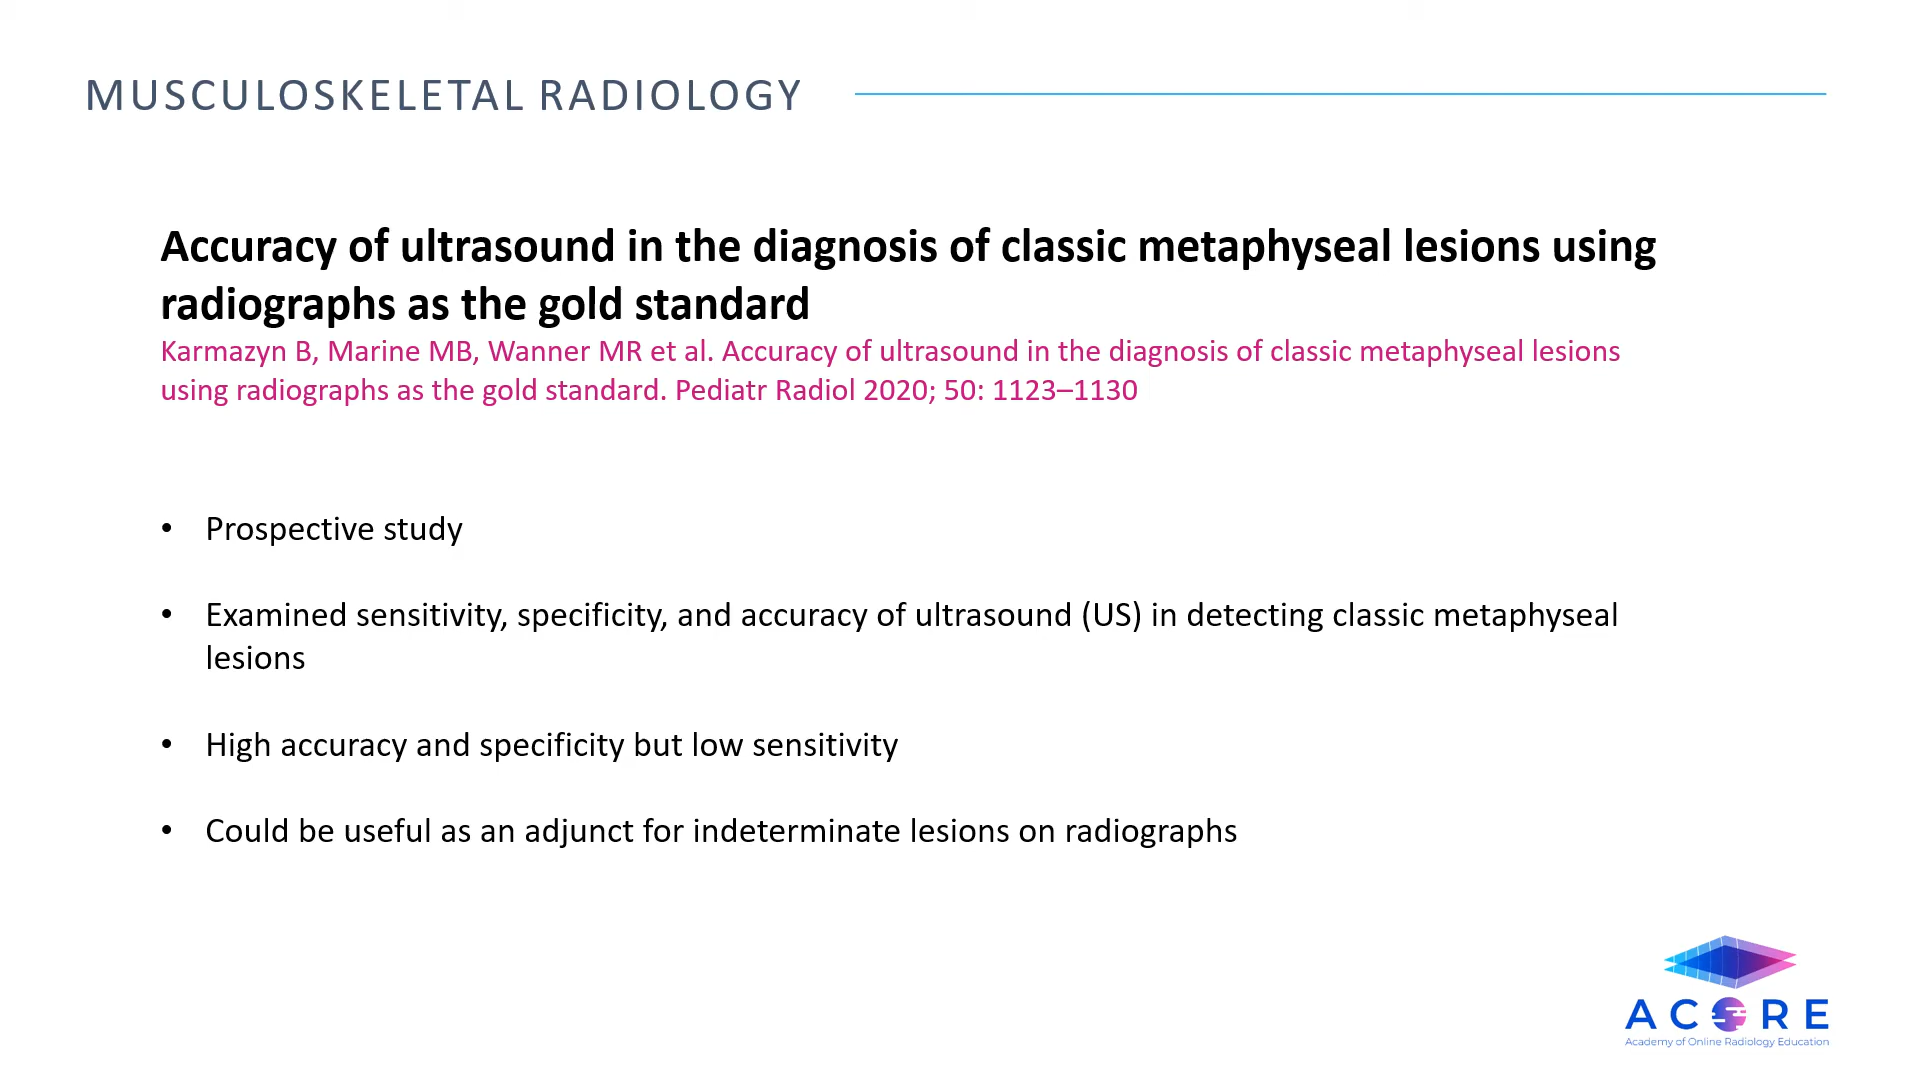 MUSCULOSKELETAL RADIOLOGY
Accuracy of ultrasound in the diagnosis of classic metaphyseal lesions using
radiographs as the gold standard
Karmazyn B, Marine MB, Wanner MR et al. Accuracy of ultrasound in the diagnosis of classic metaphyseal lesions
using radiographs as the gold standard. Pediatr Radiol 2020; 50: 1123–1130
• Prospective study
• Examined sensitivity, specificity, and accuracy of ultrasound (US) in detecting classic metaphyseal
lesions
• High accuracy and specificity but low sensitivity
• Could be useful as an adjunct for indeterminate lesions on radiographs
ACORE
Academy of Online Radiology Education